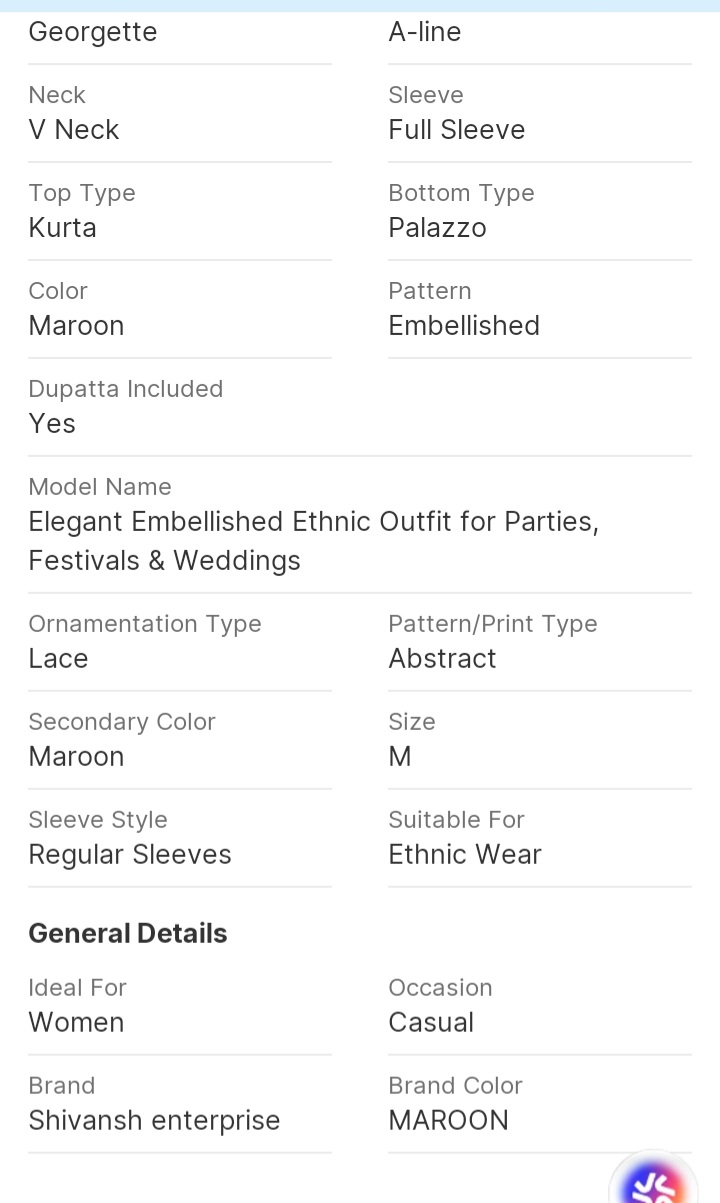 Georgette
A-line
Neck
Sleeve
V Neck
Full Sleeve
Top Type
Bottom Type
Kurta
Palazzo
Color
Pattern
Maroon
Embellished
Dupatta Included
Yes
Model Name
Elegant Embellished Ethnic Outfit for Parties,
Festivals & Weddings
Ornamentation Type
Pattern/Print Type
Lace
Abstract
Secondary Color
Size
Maroon
M
Sleeve Style
Suitable For
Regular Sleeves
Ethnic Wear
General Details
Ideal For
Occasion
Women
Casual
Brand
Brand Color
Shivansh enterprise
MAROON